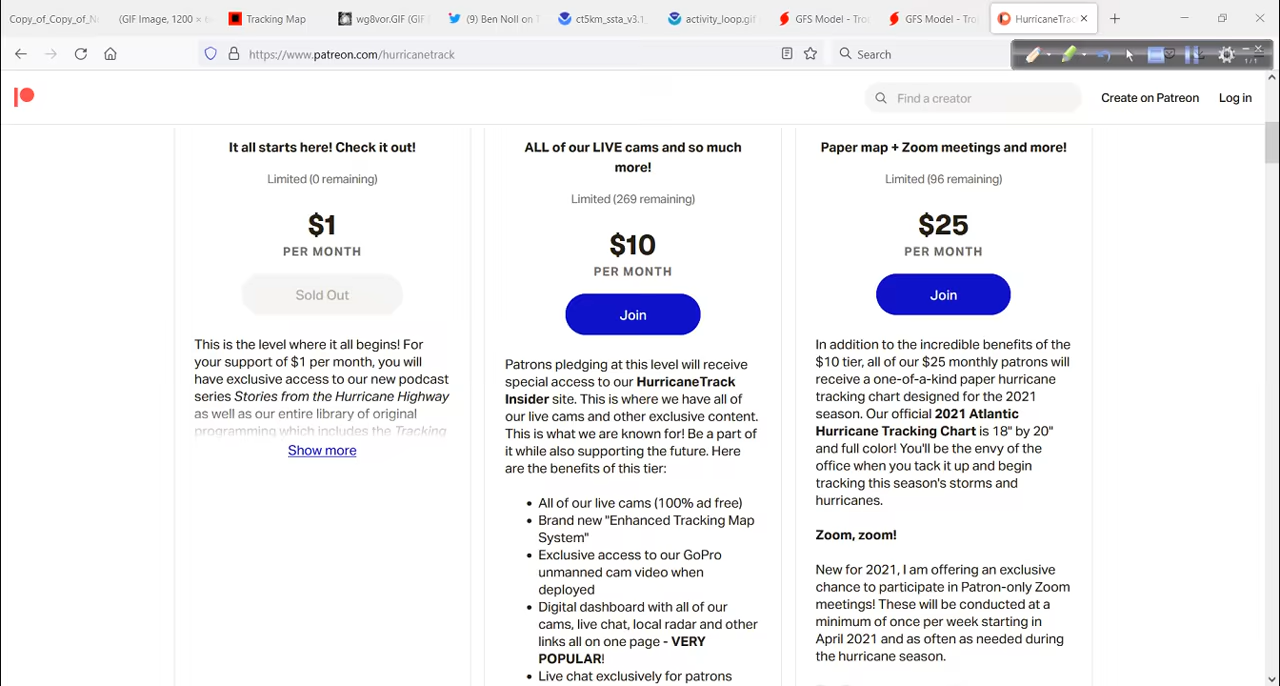 Copy_of_Copy_of_N
(GIF Image, 1200 ×
Tracking Map
wg8vor.GIF (GIF
(9) Ben Noll on T
ct5km_ssta_v3.1
activity_loop.gif
GFS Model - Tro
GFS Model - Tro
HurricaneTrac
https://www.patreon.com/hurricanetrack
Search
1/1
Find a creator
Create on Patreon
Log in
It all starts here! Check it out!
Limited (0 remaining)
$1
PER MONTH
Sold Out
This is the level where it all begins! For
your support of $1 per month, you will
have exclusive access to our new podcast
series Stories from the Hurricane Highway
as well as our entire library of original
programming which includes the Tracking
Show more
ALL of our LIVE cams and so much
more!
Limited (269 remaining)
$10
PER MONTH
Join
Patrons pledging at this level will receive
special access to our HurricaneTrack
Insider site. This is where we have all of
our live cams and other exclusive content.
This is what we are known for! Be a part of
it while also supporting the future. Here
are the benefits of this tier:
• All of our live cams (100% ad free)
• Brand new "Enhanced Tracking Map
System"
• Exclusive access to our GoPro
unmanned cam video when
deployed
• Digital dashboard with all of our
cams, live chat, local radar and other
links all on one page - VERY
POPULAR!
• Live chat exclusively for patrons
Paper map + Zoom meetings and more!
Limited (96 remaining)
$25
PER MONTH
Join
In addition to the incredible benefits of the
$10 tier, all of our $25 monthly patrons will
receive a one-of-a-kind paper hurricane
tracking chart designed for the 2021
season. Our official 2021 Atlantic
Hurricane Tracking Chart is 18" by 20"
and full color! You'll be the envy of the
office when you tack it up and begin
tracking this season's storms and
hurricanes.
Zoom, zoom!
New for 2021, I am offering an exclusive
chance to participate in Patron-only Zoom
meetings! These will be conducted at a
minimum of once per week starting in
April 2021 and as often as needed during
the hurricane season.